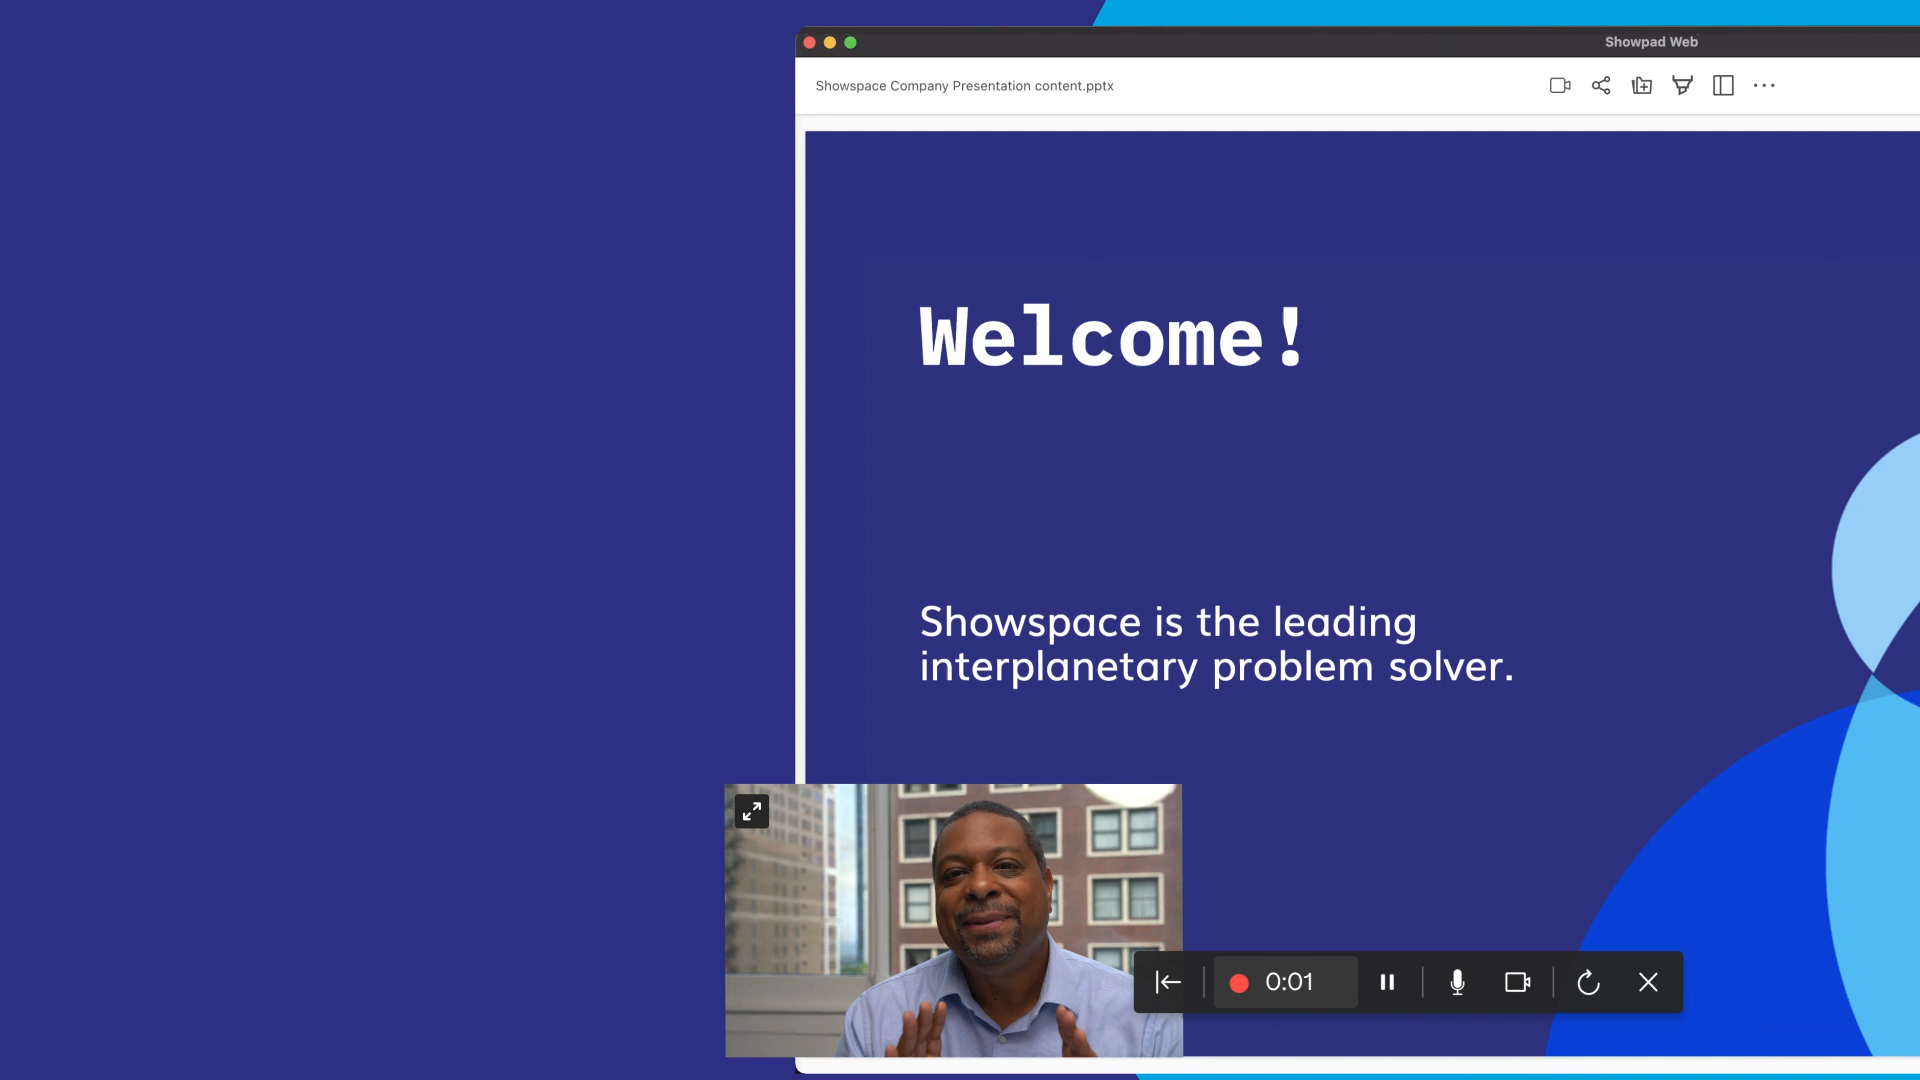 Showpad Web
Showspace Company Presentation content.pptx
Welcome!
Showspace is the leading
interplanetary problem solver.
0:01